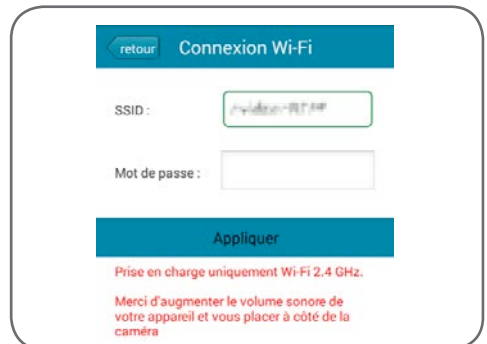 retour Connexion Wi-Fi
SSID :
Mot de passe :
Appliquer
Prise en charge uniquement Wi-Fi 2.4 GHz.
Merci d'augmenter le volume sonore de
votre appareil et vous placer à côté de la
caméra